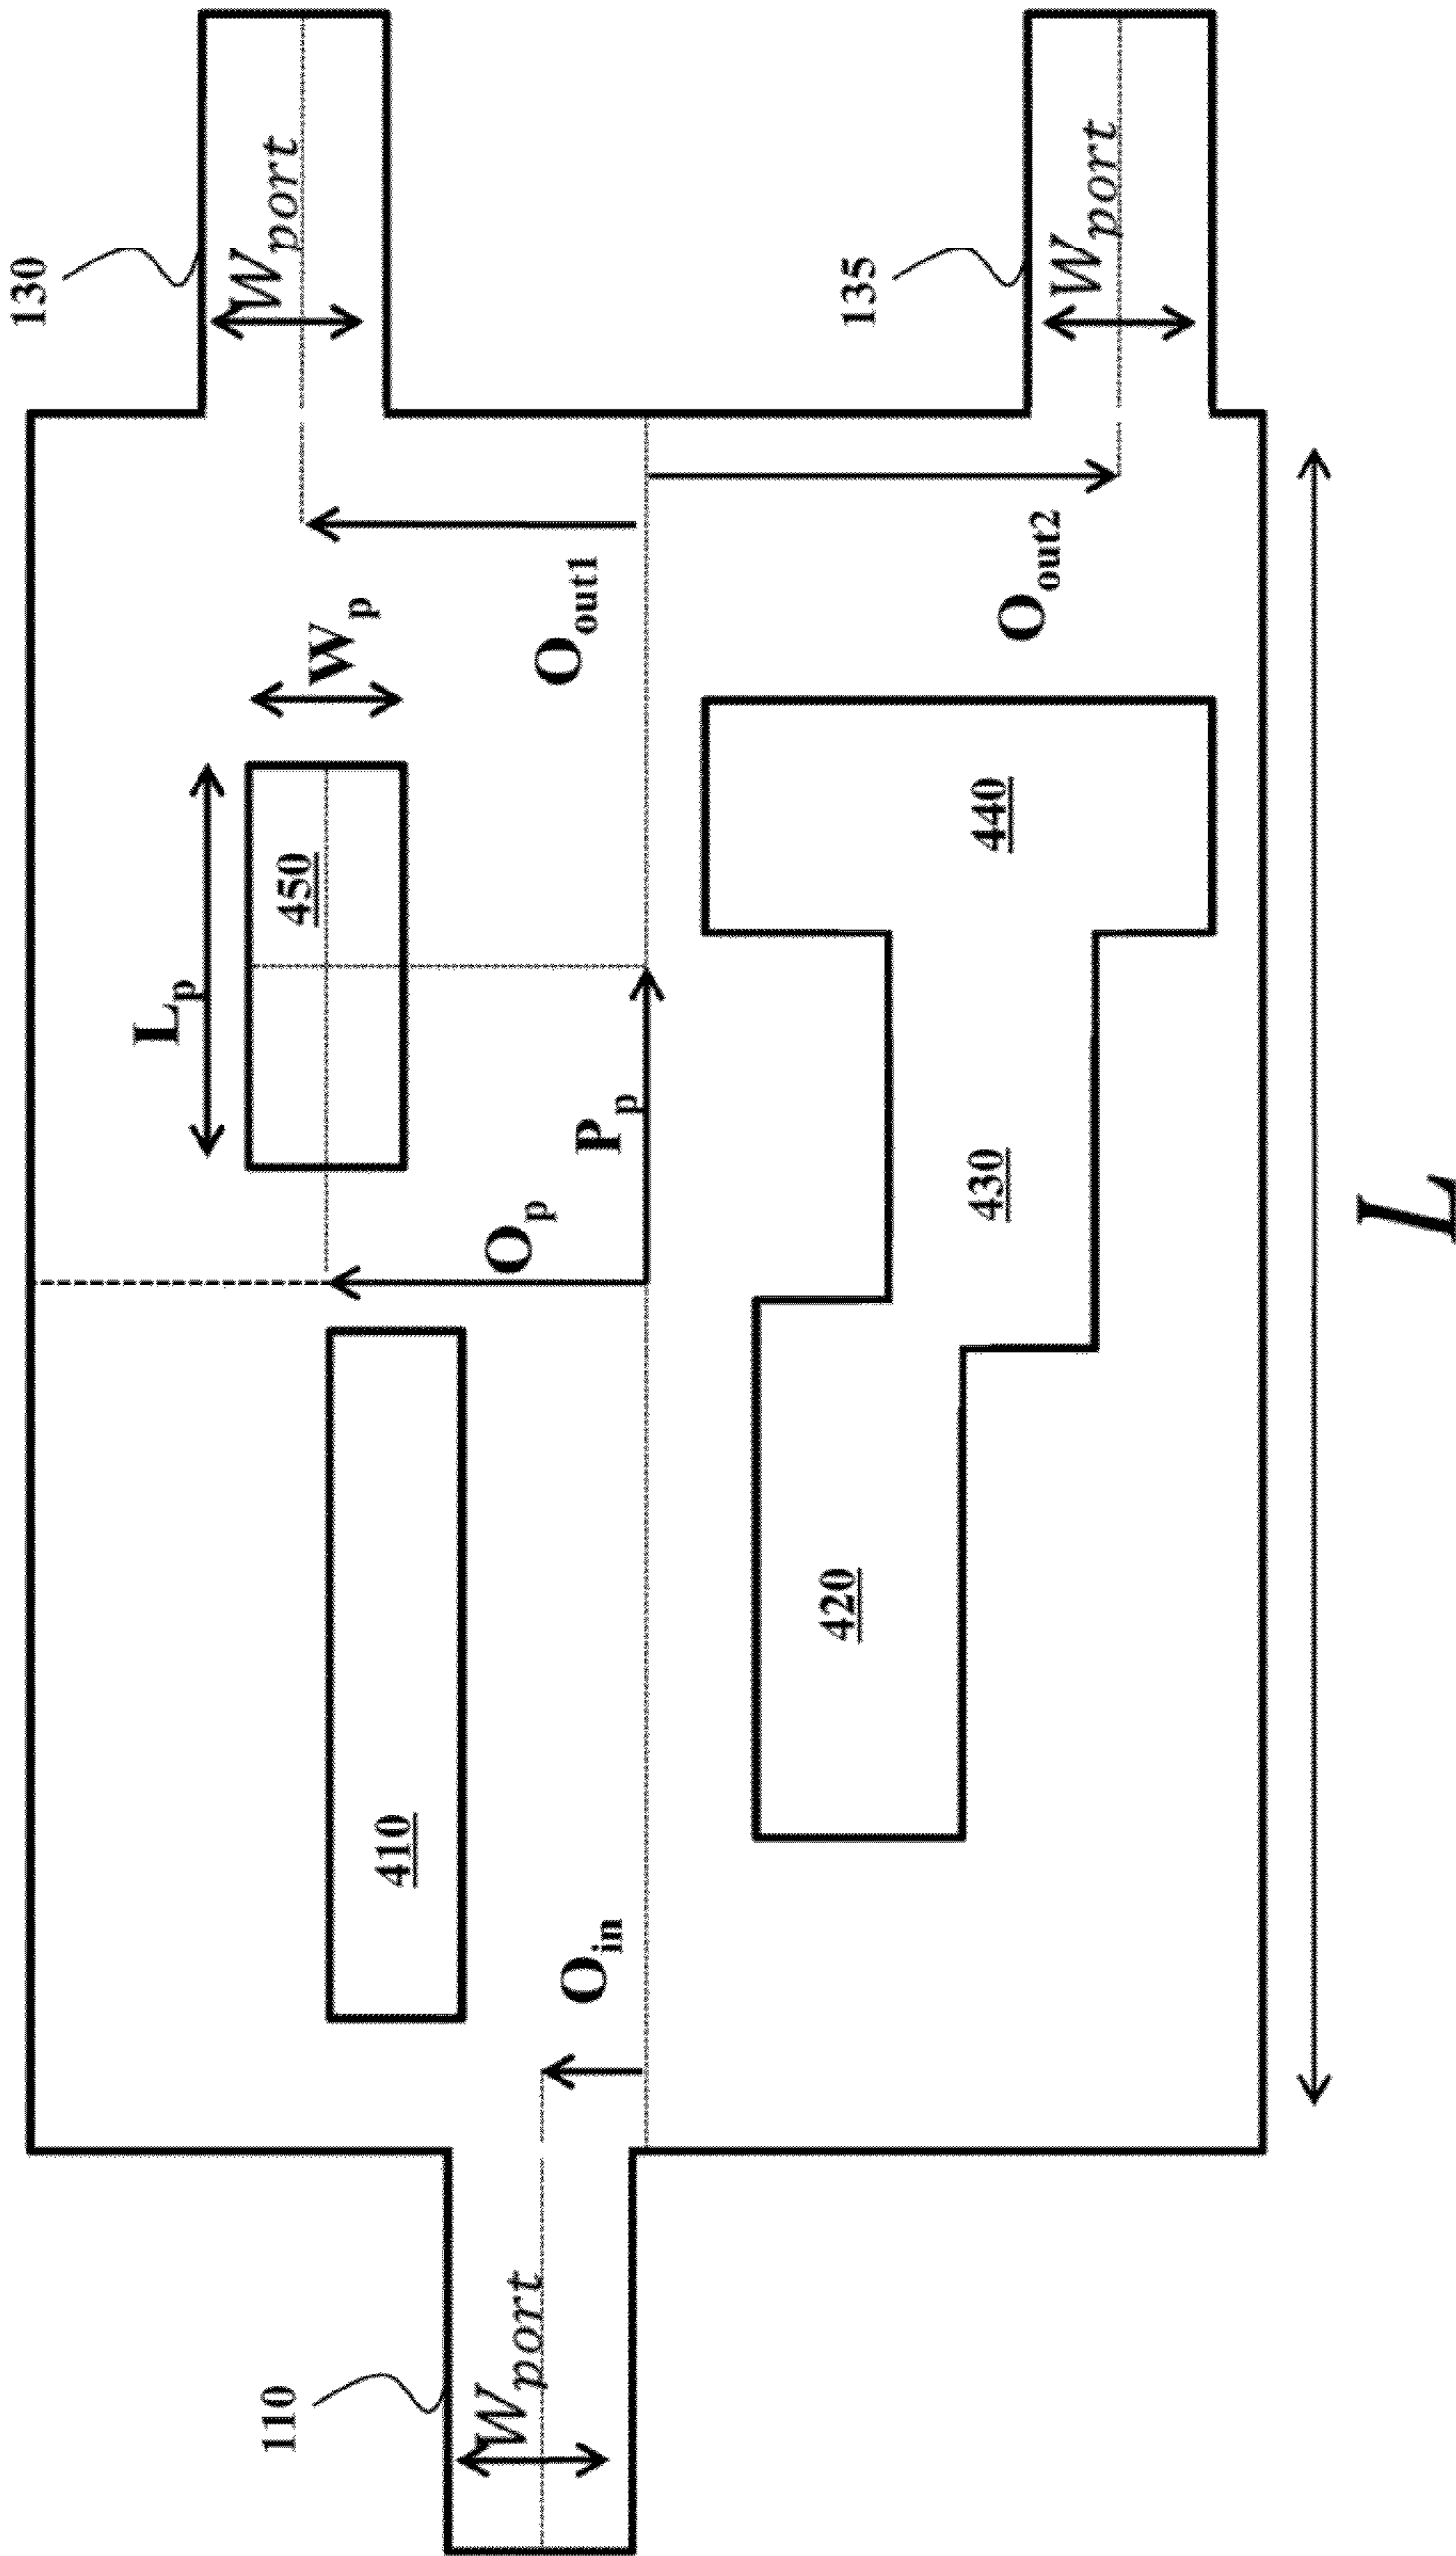 130
W_port
135
W_port
L_p
450
W_p
O_out1
O_out2
440
O_p
P_p
430
L
410
420
O_in
110
W_port